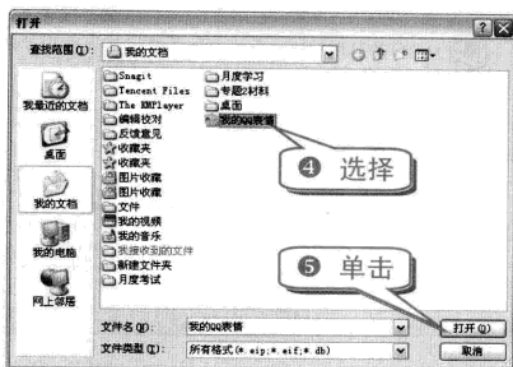 打开
查找范围(I):
我的文档
我最近的文档
桌面
我的文档
我的电脑
网上邻居
Snagit
Tencent Files
The KMPlayer
编辑校对
反馈意见
收藏夹
收藏夹
图片收藏
图片收藏
文件
我的视频
我的音乐
我接收到的文件
新建文件夹
月度考试
月度学习
专题2材料
桌面
我的QQ表情
❹ 选择
❺ 单击
文件名(N):
我的QQ表情
打开(O)
文件类型(T):
所有格式(*.eip;*.eif;*.db)
取消